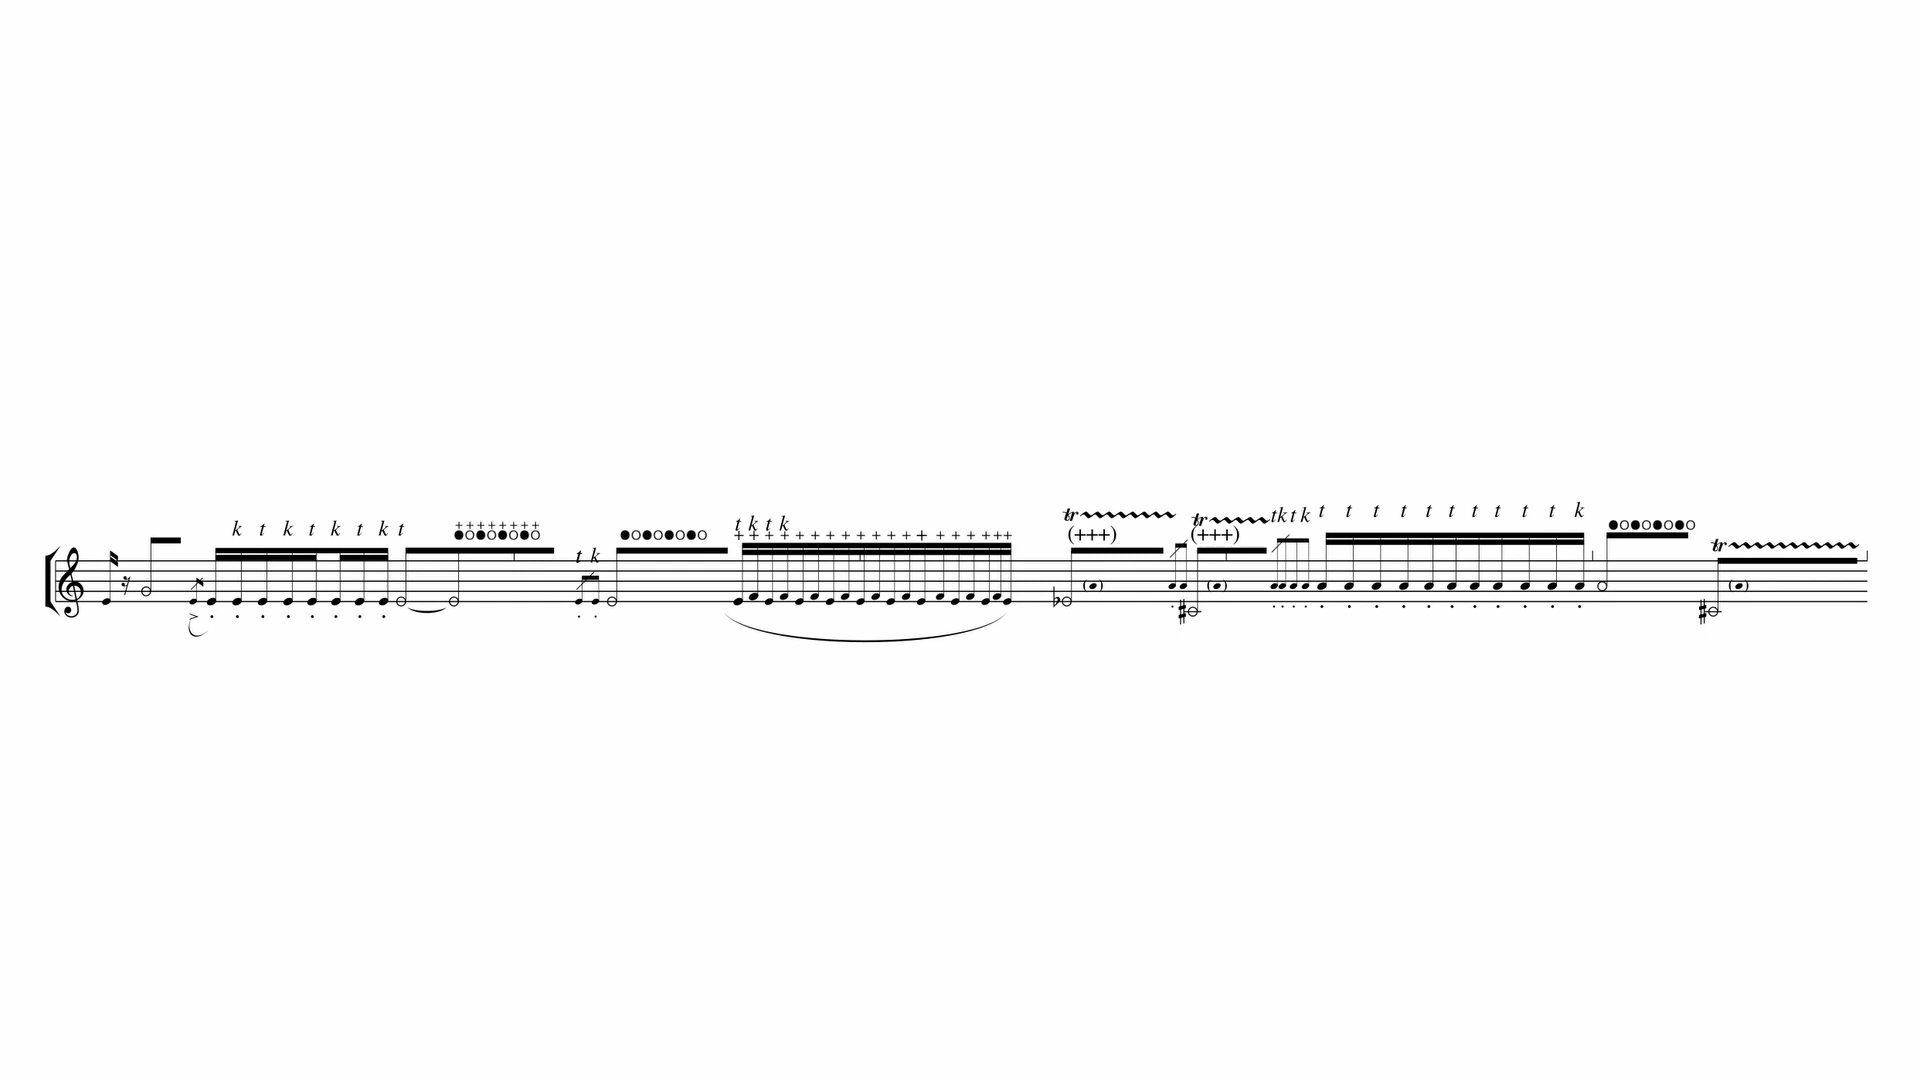 k t k t k t k t
++++++++
t k
t k t k
+ + + + + + + + + + + + + + + + + + +
tr
(+++)
tr
(+++)
t k t k
t t t t t t t t t k
tr